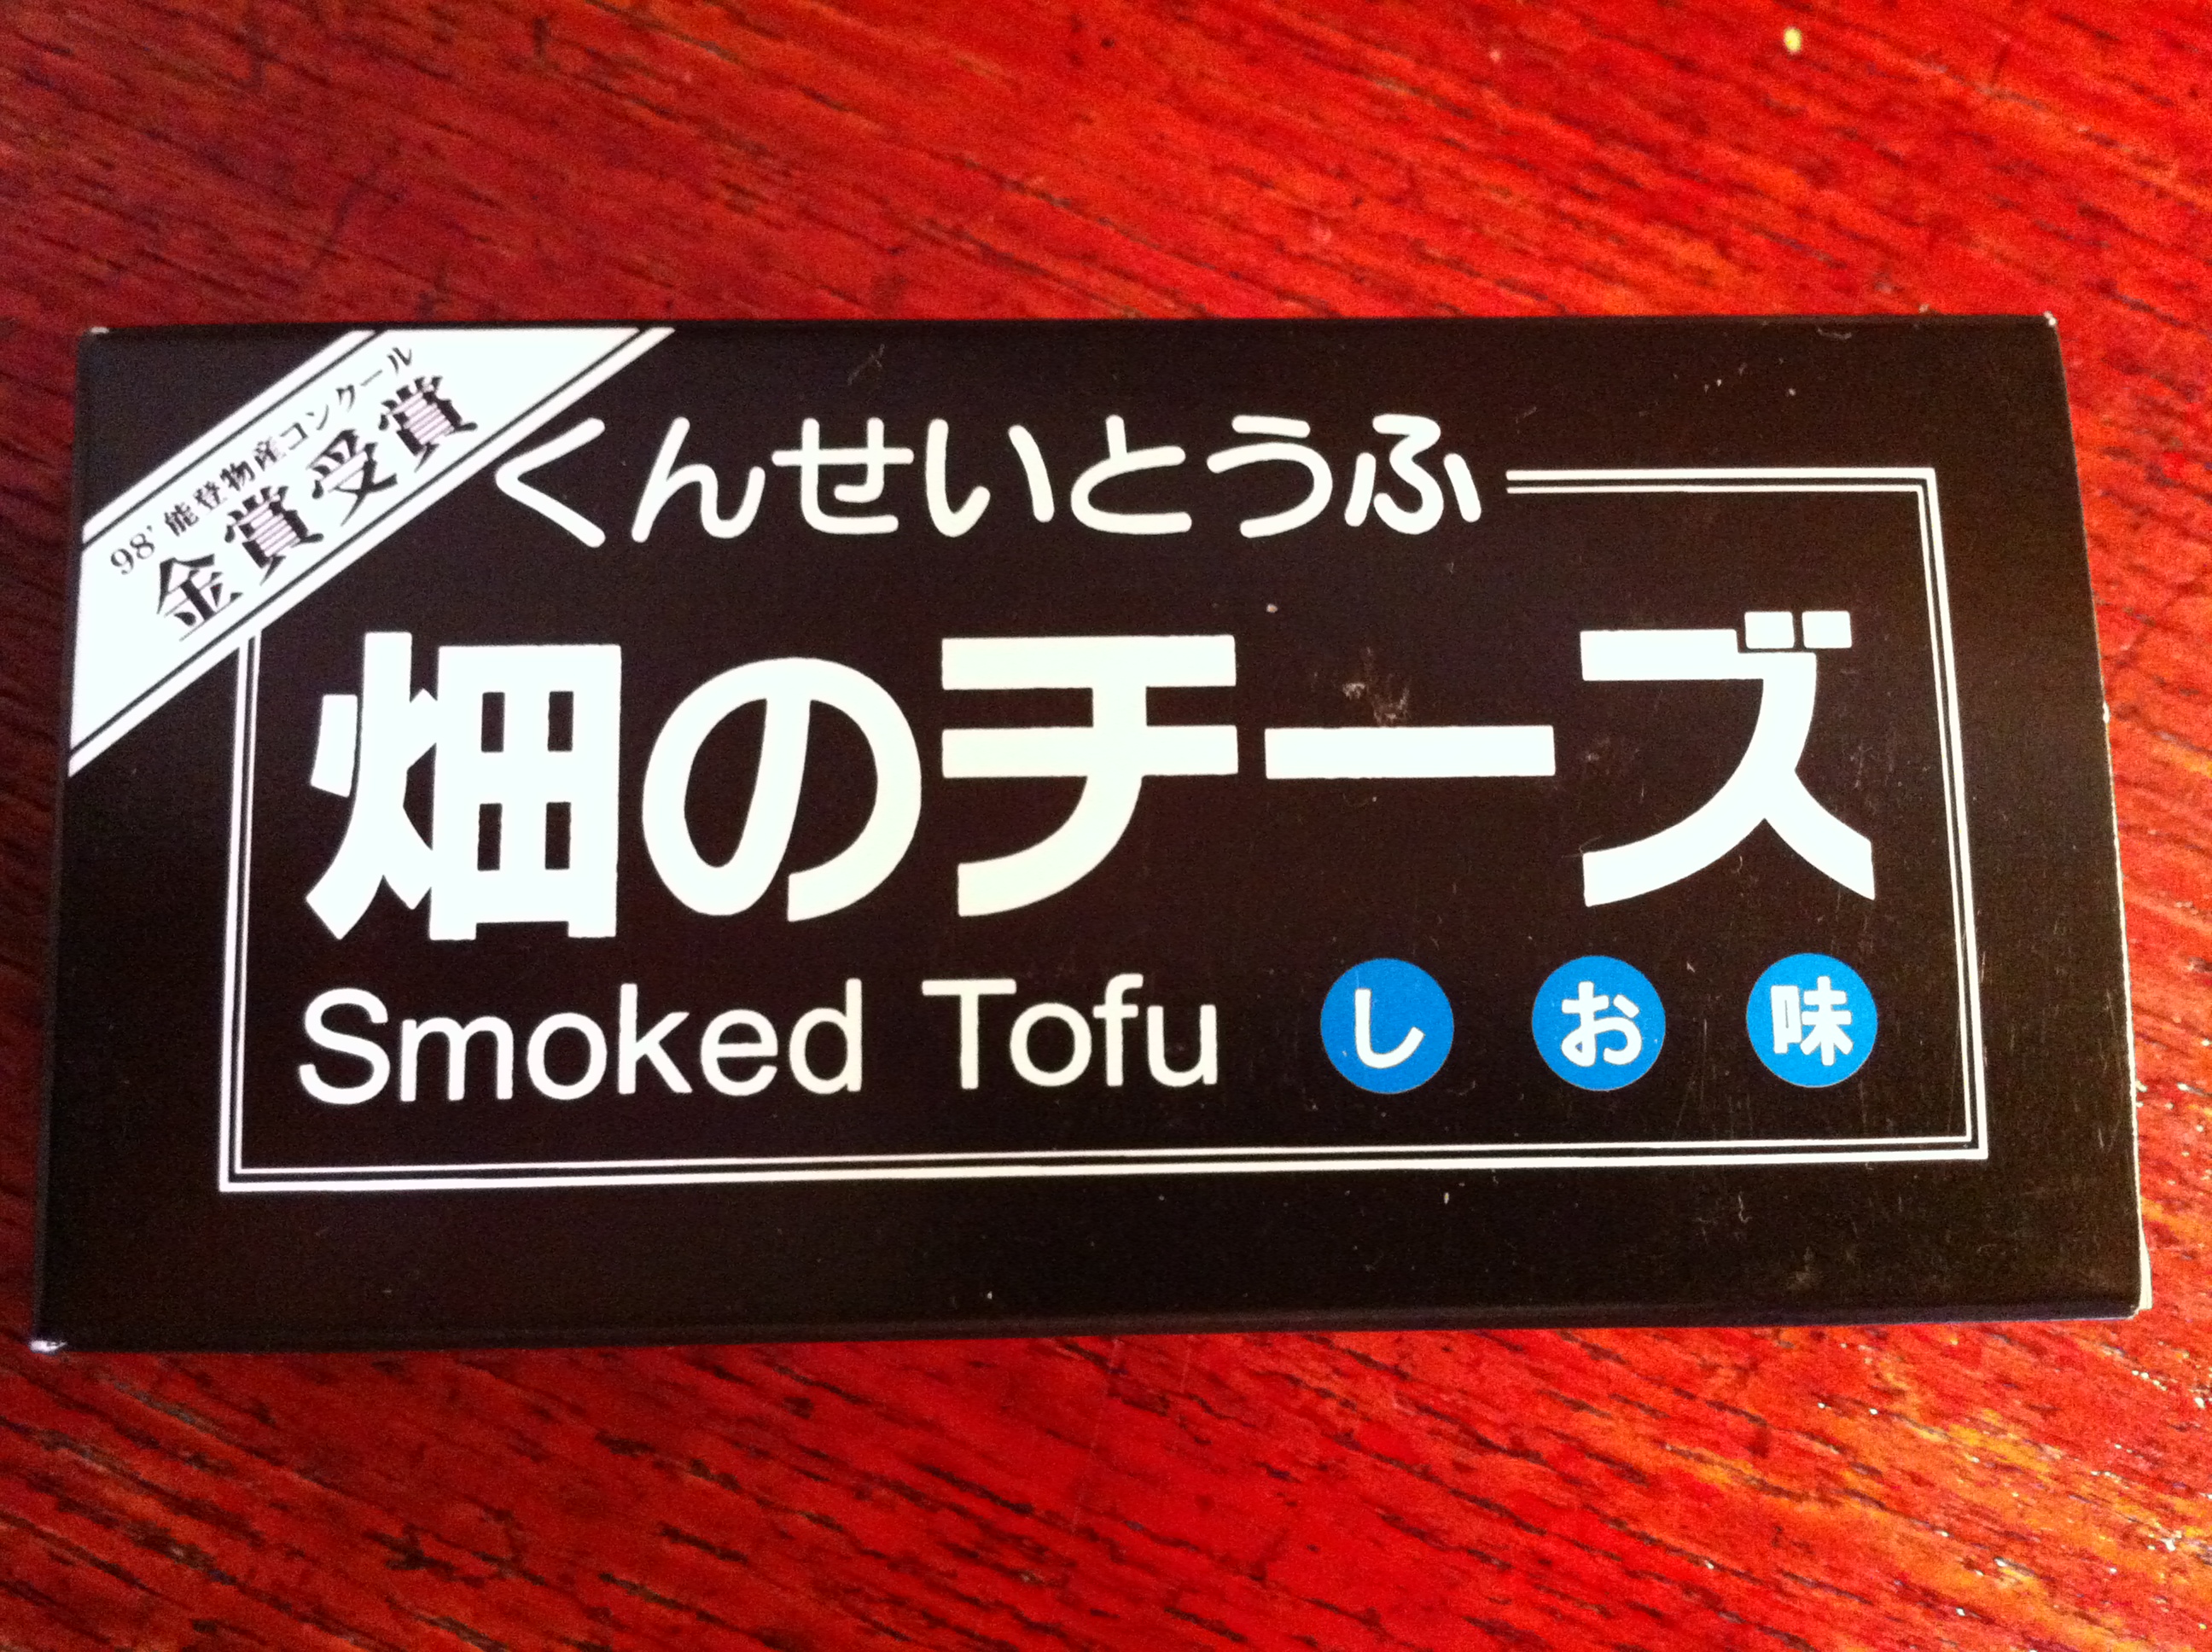 98' 能登物産コンクール
金賞受賞
くんせいとうふ
畑のチーズ
Smoked Tofu しお味